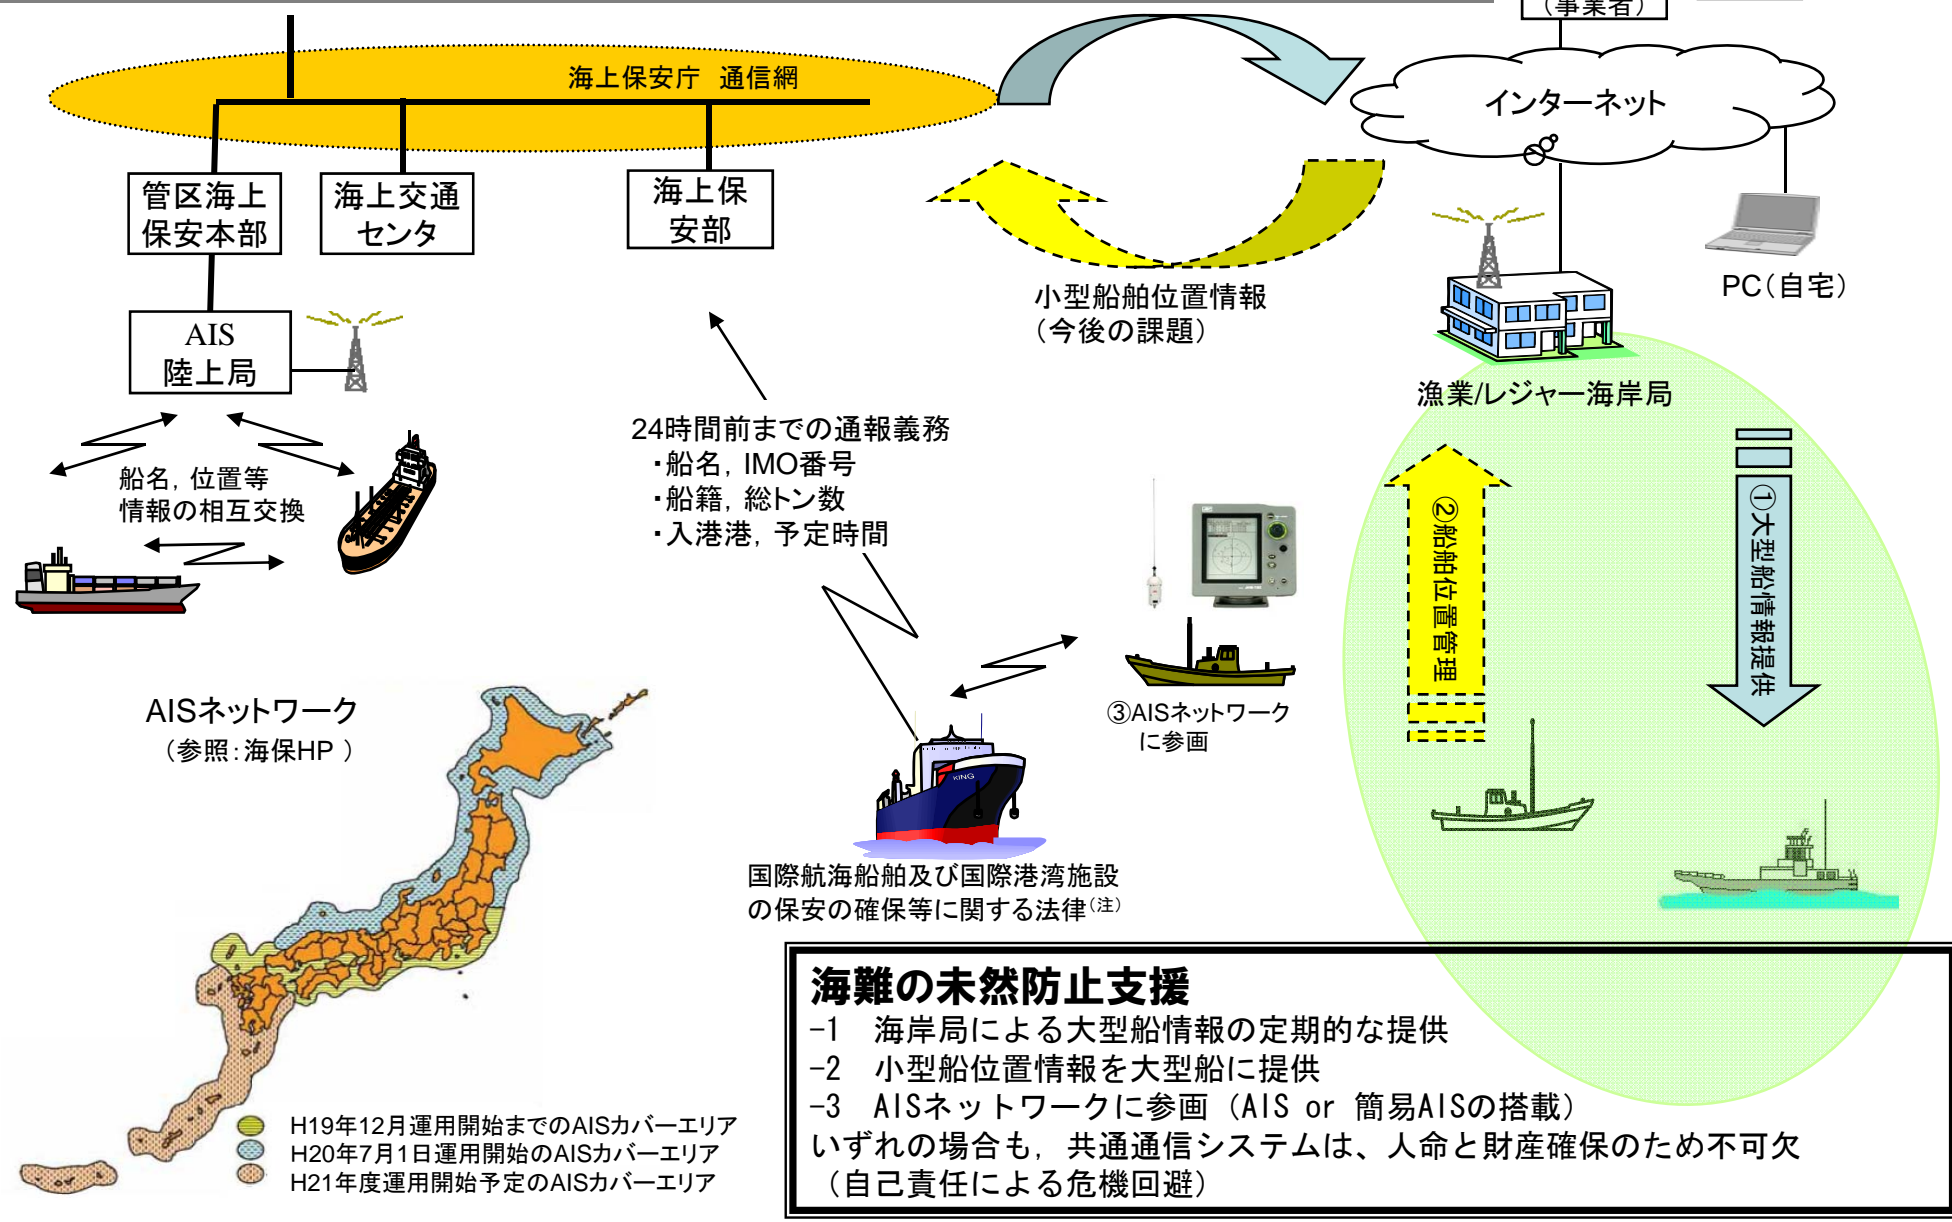 (事業者)
海上保安庁　通信網
インターネット
管区海上
保安本部
海上交通
センタ
海上保
安部
小型船舶位置情報
(今後の課題)
PC(自宅)
AIS
陸上局
漁業/レジャー海岸局
24時間前までの通報義務
・船名，IMO番号
・船籍，総トン数
・入港港，予定時間
船名，位置等
情報の相互交換
②船舶位置管理
①大型船情報提供
③AISネットワーク
に参画
AISネットワーク
(参照：海保HP )
KING
国際航海船舶及び国際港湾施設
の保安の確保等に関する法律(注)
海難の未然防止支援
-1　海岸局による大型船情報の定期的な提供
-2　小型船位置情報を大型船に提供
-3　AISネットワークに参画（AIS or 簡易AISの搭載）
いずれの場合も，共通通信システムは、人命と財産確保のため不可欠
（自己責任による危機回避）
H19年12月運用開始までのAISカバーエリア
H20年7月1日運用開始のAISカバーエリア
H21年度運用開始予定のAISカバーエリア